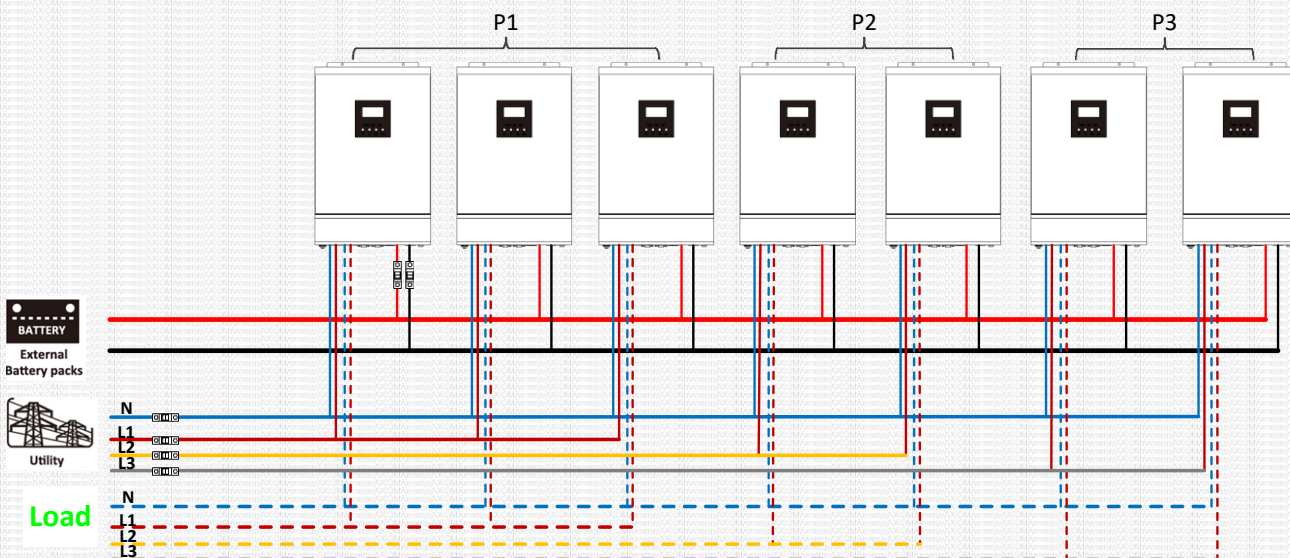 P1
P2
P3
BATTERY
External
Battery packs
N
L1
L2
L3
Utility
N
Load
L1
L2
L3